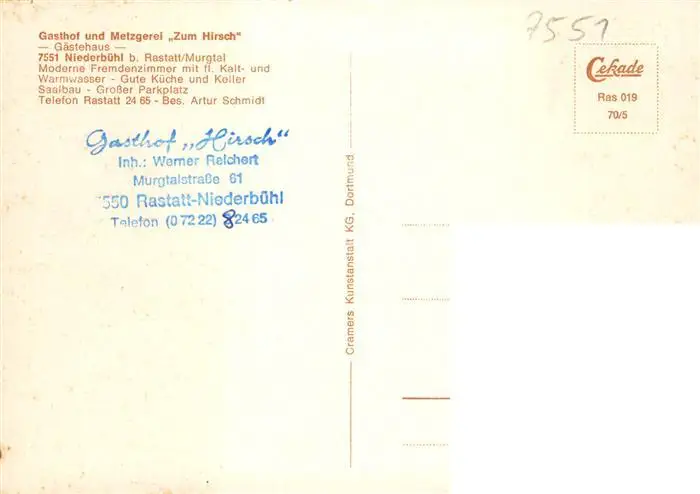 Gasthof und Metzgerei „Zum Hirsch“
— Gästehaus —
7551 Niederbühl b. Rastatt/Murgtal
Moderne Fremdenzimmer mit fl. Kalt- und
Warmwasser - Gute Küche und Keller
Saalbau - Großer Parkplatz
Telefon Rastatt 24 65 - Bes. Artur Schmidt
7551
Cekade
Ras 019
70/5
Gasthof „Hirsch“
Inh.: Werner Reichert
Murgtalstraße 61
7550 Rastatt-Niederbühl
Telefon (0 72 22) 8 24 65
Cramers Kunstanstalt KG, Dortmund